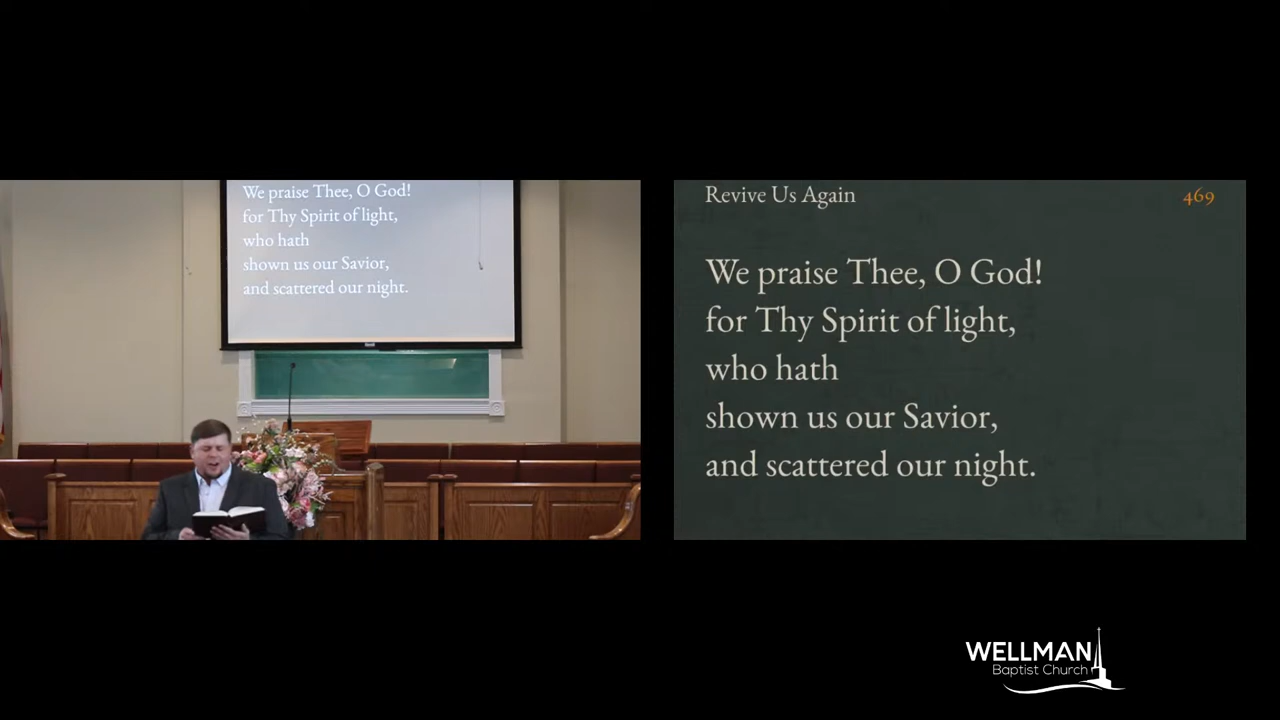 We praise Thee, O God!
for Thy Spirit of light,
who hath
shown us our Savior,
and scattered our night.
Revive Us Again
469
We praise Thee, O God!
for Thy Spirit of light,
who hath
shown us our Savior,
and scattered our night.
WELLMAN
Baptist Church